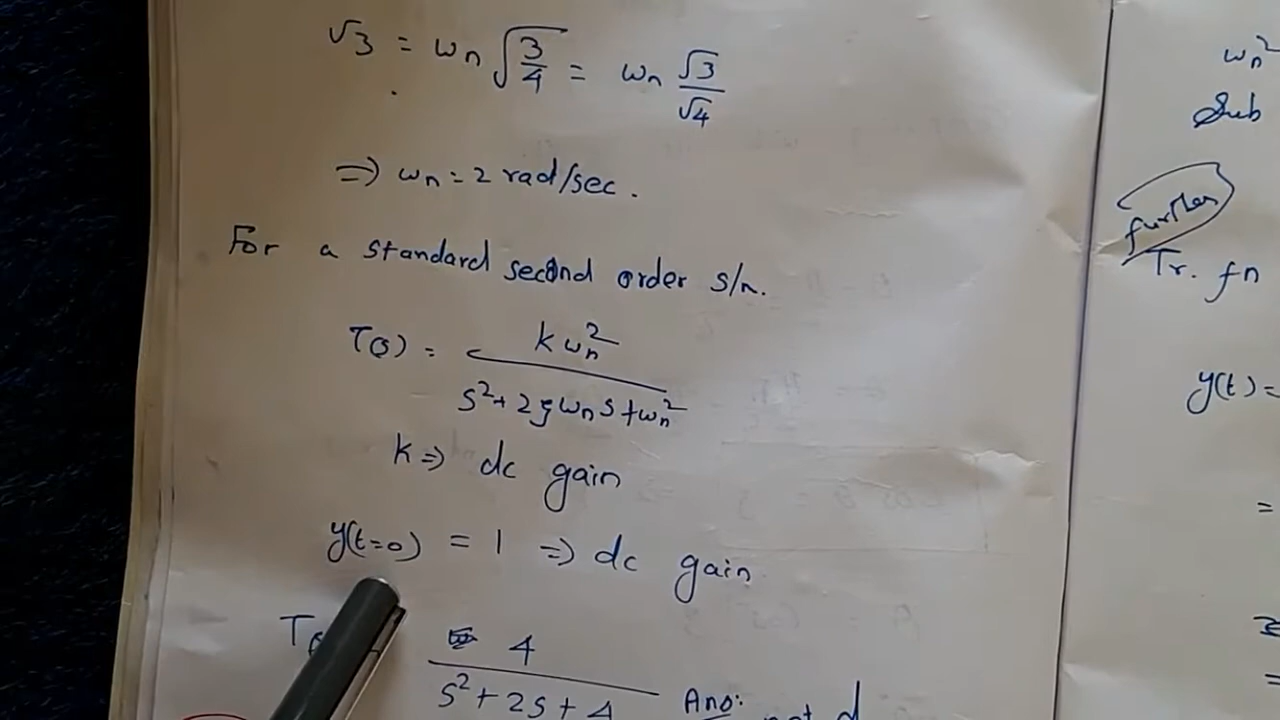 √3 = ωn √(3/4) = ωn √3/√4
⇒ ωn = 2 rad/sec.
For a standard second order s/n.
T(s) = kωn² / s² + 2ξωns + ωn²
k ⇒ dc gain
y(t=0) = 1 ⇒ dc gain
4 / s² + 2s + 4 Ans:
ωn²
Sub
further
Tr. fn
y(t) =
=
=